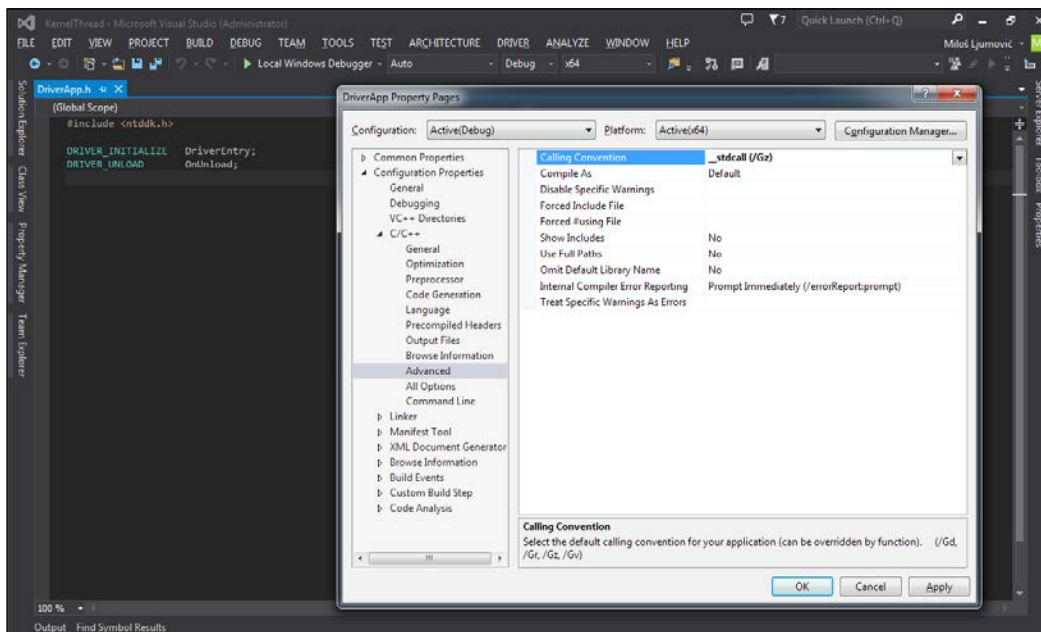 KernelThread - Microsoft Visual Studio (Administrator)
7
Quick Launch (Ctrl+Q)
FILE EDIT VIEW PROJECT BUILD DEBUG TEAM TOOLS TEST ARCHITECTURE DRIVER ANALYZE WINDOW HELP
Miloš Ljumović
M
Local Windows Debugger Auto Debug x64
DriverApp.h
(Global Scope)
#include <ntddk.h>
DRIVER_INITIALIZE DriverEntry;
DRIVER_UNLOAD OnUnload;
100 %
Output Find Symbol Results
Solution Explorer
Class View
Property Manager
Team Explorer
Server Explorer
Toolbox
Properties
DriverApp Property Pages
Configuration: Active(Debug) Platform: Active(x64) Configuration Manager...
Common Properties
Configuration Properties
General
Debugging
VC++ Directories
C/C++
General
Optimization
Preprocessor
Code Generation
Language
Precompiled Headers
Output Files
Browse Information
Advanced
All Options
Command Line
Linker
Manifest Tool
XML Document Generator
Browse Information
Build Events
Custom Build Step
Code Analysis
Calling Convention __stdcall (/Gz)
Compile As Default
Disable Specific Warnings
Forced Include File
Forced #using File
Show Includes No
Use Full Paths No
Omit Default Library Name No
Internal Compiler Error Reporting Prompt Immediately (/errorReport:prompt)
Treat Specific Warnings As Errors
Calling Convention
Select the default calling convention for your application (can be overridden by function). (/Gd,
/Gr, /Gz, /Gv)
OK Cancel Apply